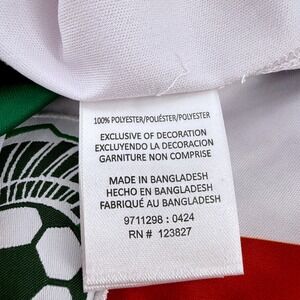 100% POLYESTER/POLIÉSTER/POLYESTER
EXCLUSIVE OF DECORATION
EXCLUYENDO LA DECORACION
GARNITURE NON COMPRISE
MADE IN BANGLADESH
HECHO EN BANGLADESH
FABRIQUÉ AU BANGLADESH
9711298 : 0424
RN # 123827